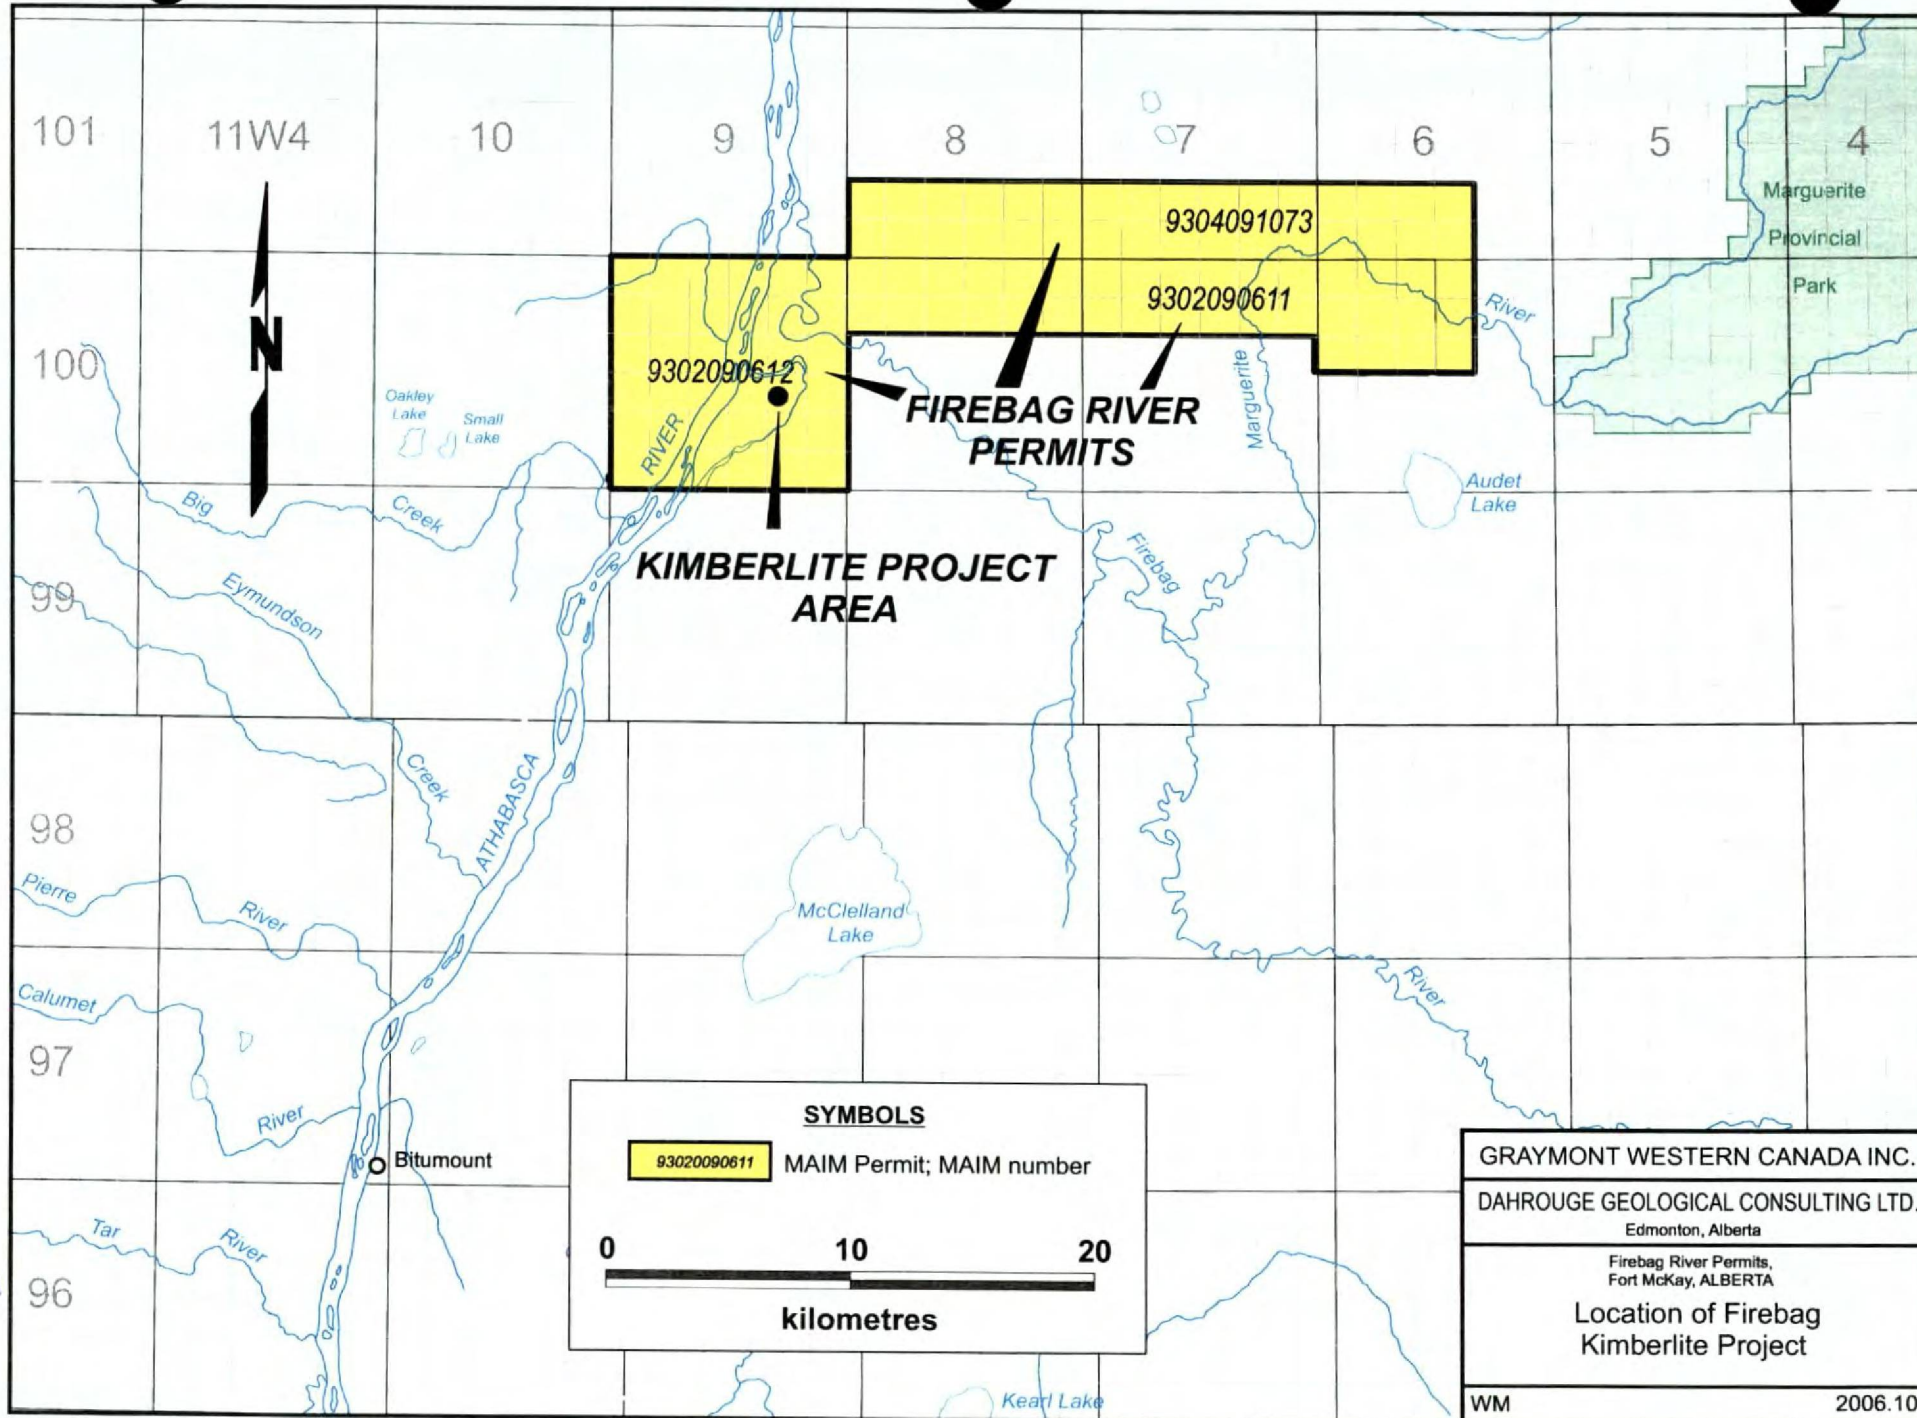 101
11W4
10
9
8
7
6
5
4
Marguerite
Provincial
Park
9304091073
9302090611
River
N
100
9302090612
Oakley
Lake
Small
Lake
RIVER
FIREBAG RIVER
PERMITS
Marguerite
Audet
Lake
Big
Creek
KIMBERLITE PROJECT
AREA
Firebag
99
Eymundson
Creek
ATHABASCA
98
Pierre
River
McClelland
Lake
River
Calumet
97
River
Bitumount
SYMBOLS
93020090611
MAIM Permit; MAIM number
0 10 20
kilometres
Tar
River
96
Kearl Lake
GRAYMONT WESTERN CANADA INC.
DAHROUGE GEOLOGICAL CONSULTING LTD.
Edmonton, Alberta
Firebag River Permits,
Fort McKay, ALBERTA
Location of Firebag
Kimberlite Project
WM 2006.10